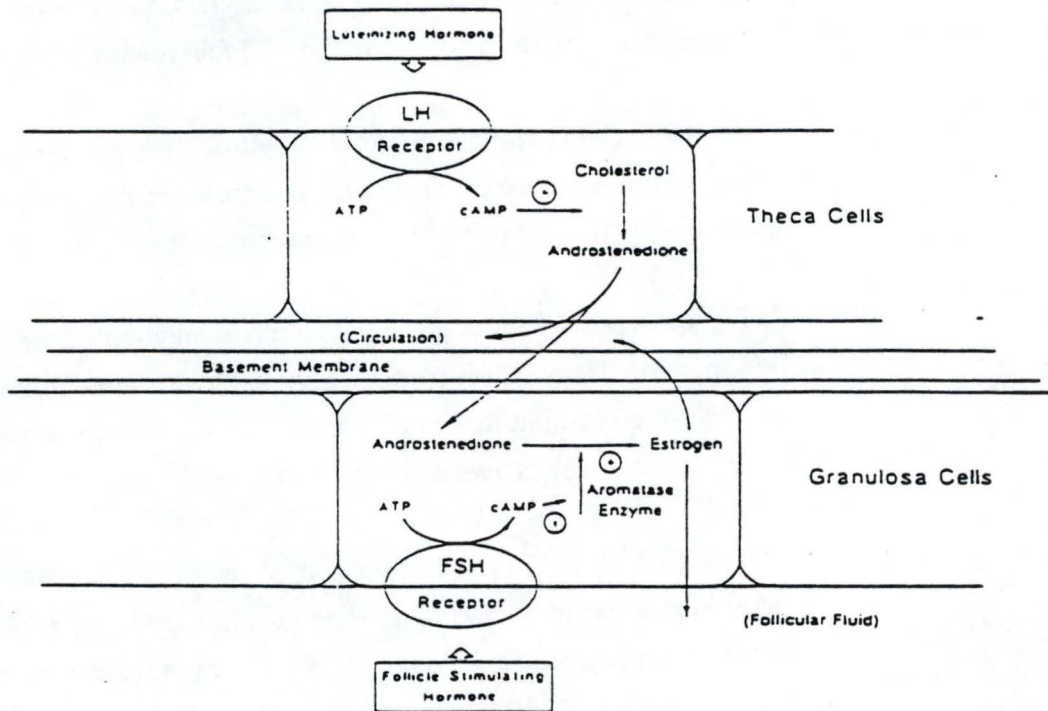 Luteinizing Hormone
LH
Receptor
ATP
cAMP
+
Cholesterol
Androstenedione
Theca Cells
(Circulation)
Basement Membrane
Androstenedione
Estrogen
+
Aromatase
Enzyme
ATP
cAMP
+
Granulosa Cells
FSH
Receptor
(Follicular Fluid)
Follicle Stimulating
Hormone